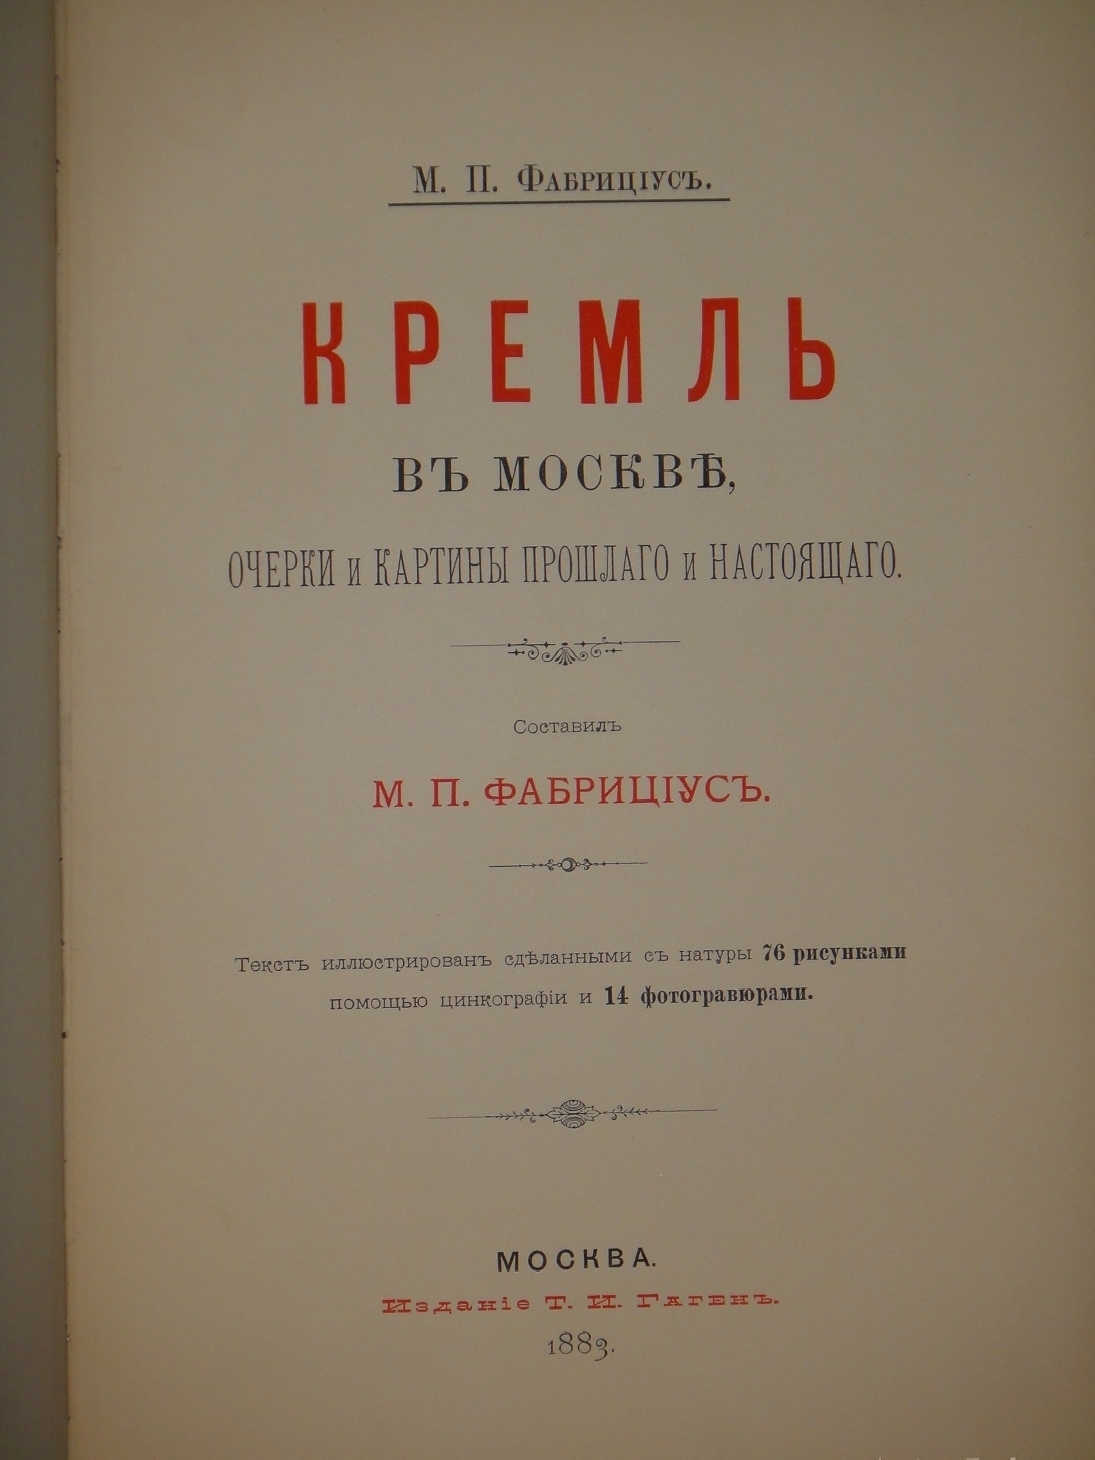 М. П. Фабриціусъ.
КРЕМЛЬ
ВЪ МОСКВѢ,
ОЧЕРКИ и КАРТИНЫ ПРОШЛАГО и НАСТОЯЩАГО.
Составилъ
М. П. ФАБРИЦІУСЪ.
Текстъ иллюстрированъ сдѣланными съ натуры 76 рисунками
помощью цинкографіи и 14 фотогравюрами.
МОСКВА.
Изданіе Т. И. Гагенъ.
1883.